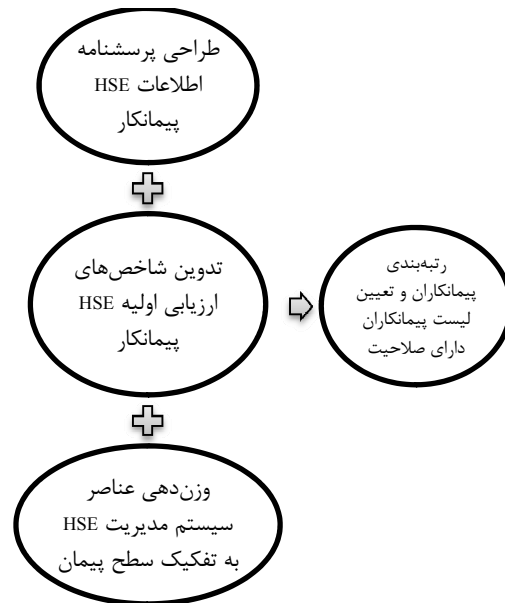 طراحی پرسشنامه
اطلاعات HSE
پیمانکار
تدوین شاخص‌های
ارزیابی اولیه HSE
پیمانکار
رتبه‌بندی
پیمانکاران و تعیین
لیست پیمانکاران
دارای صلاحیت
وزن‌دهی عناصر
سیستم مدیریت HSE
به تفکیک سطح پیمان